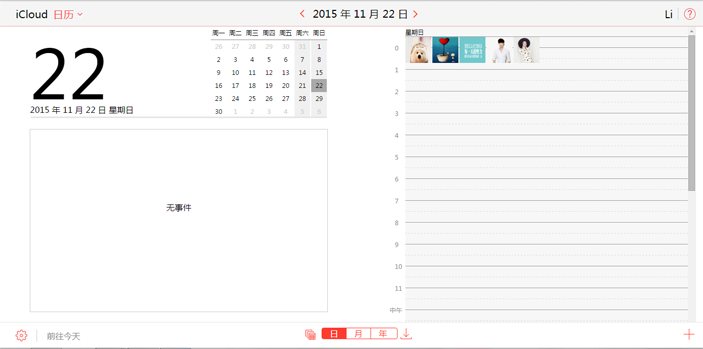 iCloud 日历
2015 年 11 月 22 日
Li
22
2015 年 11 月 22 日 星期日
周一 周二 周三 周四 周五 周六 周日
26 27 28 29 30 31 1
2 3 4 5 6 7 8
9 10 11 12 13 14 15
16 17 18 19 20 21 22
23 24 25 26 27 28 29
30 1 2 3 4 5 6
无事件
星期日
0
1
2
3
4
5
6
7
8
9
10
11
中午
前往今天
日 月 年